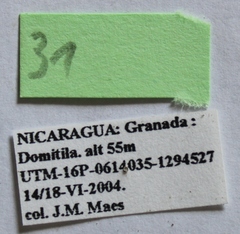 31
NICARAGUA: Granada :
Domitila. alt 55m
UTM-16P-0614035-1294527
14/18-VI-2004.
col. J.M. Maes